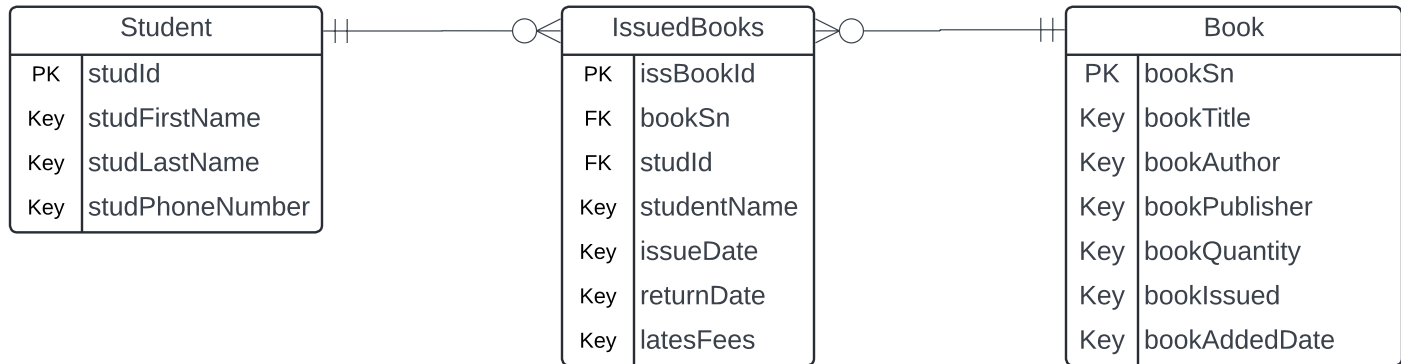 Student
PK studId
Key studFirstName
Key studLastName
Key studPhoneNumber
IssuedBooks
PK issBookId
FK bookSn
FK studId
Key studentName
Key issueDate
Key returnDate
Key latesFees
Book
PK bookSn
Key bookTitle
Key bookAuthor
Key bookPublisher
Key bookQuantity
Key bookIssued
Key bookAddedDate